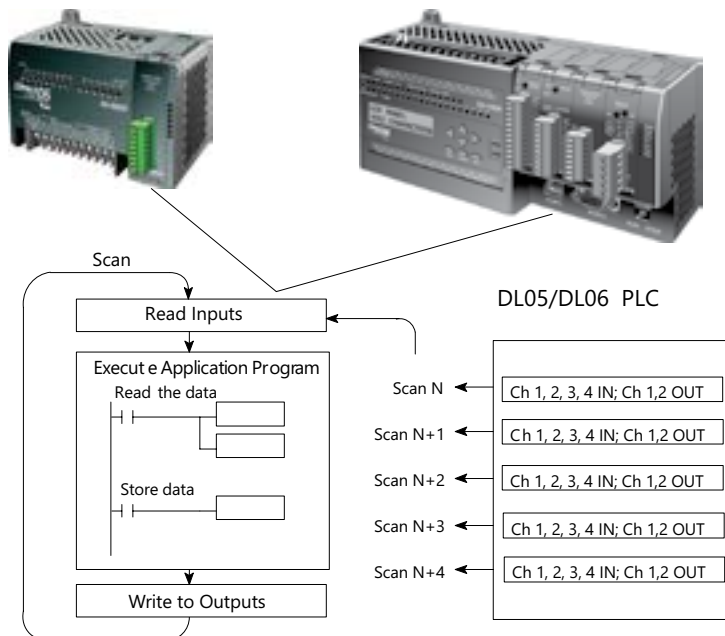 Scan
Read Inputs
Execut e Application Program
Read the data
Store data
Write to Outputs
DL05/DL06 PLC
Scan N
Ch 1, 2, 3, 4 IN; Ch 1,2 OUT
Scan N+1
Ch 1, 2, 3, 4 IN; Ch 1,2 OUT
Scan N+2
Ch 1, 2, 3, 4 IN; Ch 1,2 OUT
Scan N+3
Ch 1, 2, 3, 4 IN; Ch 1,2 OUT
Scan N+4
Ch 1, 2, 3, 4 IN; Ch 1,2 OUT